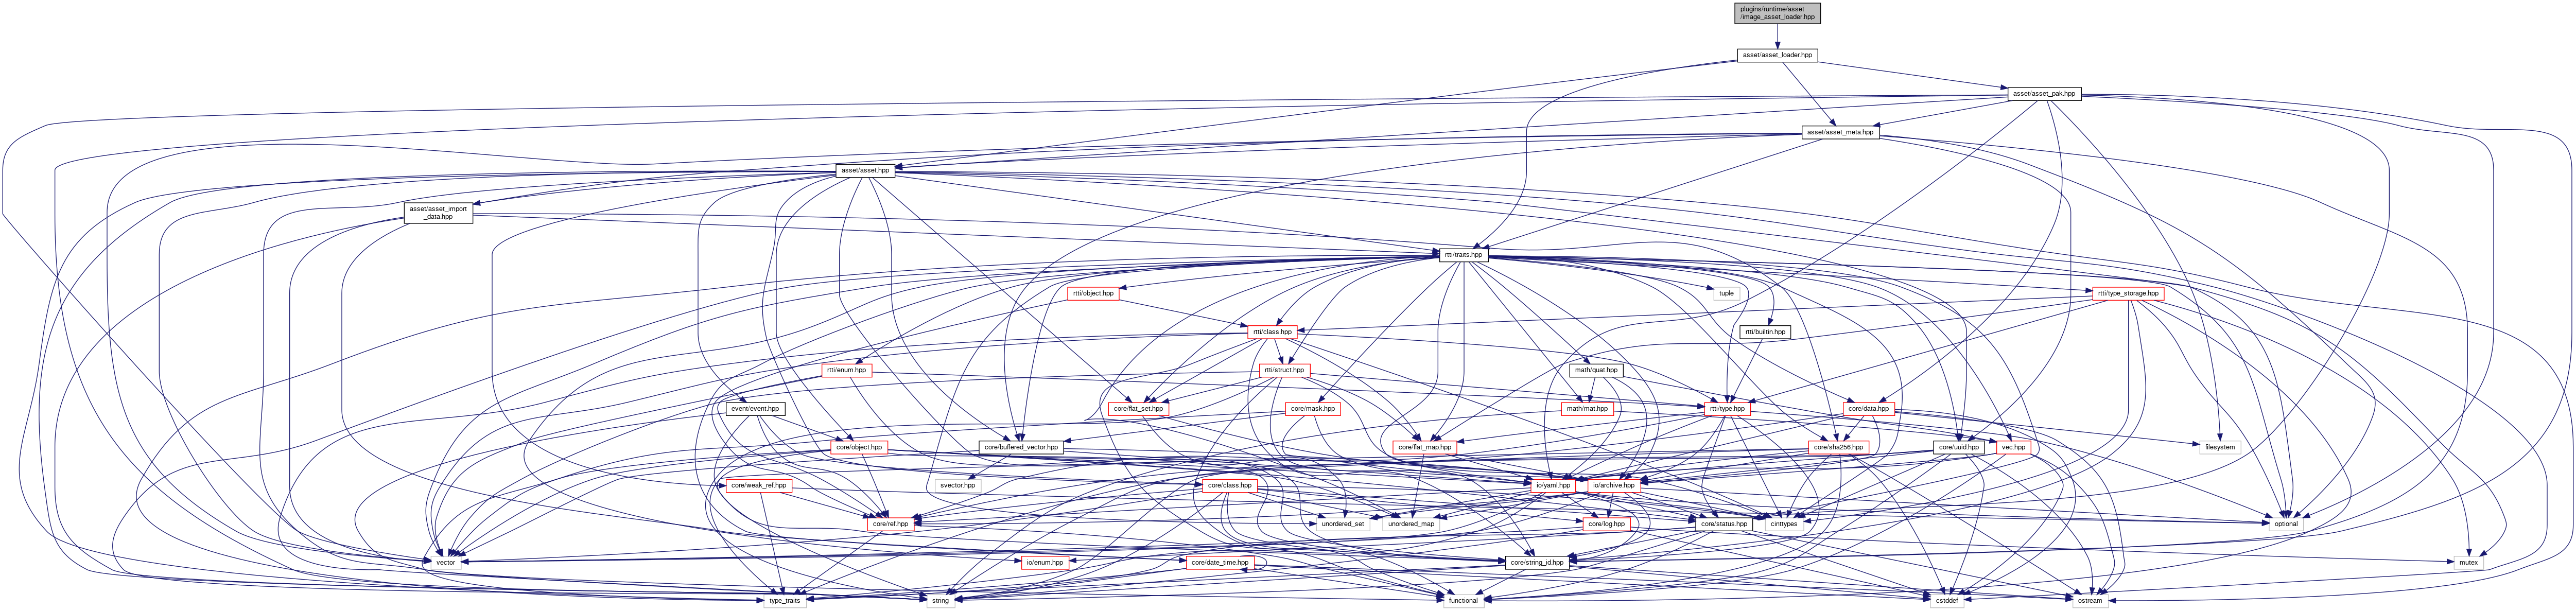 plugins/runtime/asset
/image_asset_loader.hpp
asset/asset_loader.hpp
asset/asset_pak.hpp
asset/asset_meta.hpp
asset/asset.hpp
asset/asset_import
_data.hpp
rtti/traits.hpp
rtti/object.hpp
tuple
rtti/type_storage.hpp
rtti/class.hpp
rtti/builtin.hpp
rtti/enum.hpp
rtti/struct.hpp
math/quat.hpp
event/event.hpp
core/flat_set.hpp
core/mask.hpp
math/mat.hpp
rtti/type.hpp
core/data.hpp
core/object.hpp
core/buffered_vector.hpp
core/flat_map.hpp
core/sha256.hpp
core/uuid.hpp
vec.hpp
filesystem
core/weak_ref.hpp
svector.hpp
core/class.hpp
io/yaml.hpp
io/archive.hpp
core/ref.hpp
unordered_set
unordered_map
core/log.hpp
core/status.hpp
cinttypes
optional
vector
io/enum.hpp
core/date_time.hpp
core/string_id.hpp
mutex
type_traits
string
functional
cstddef
ostream